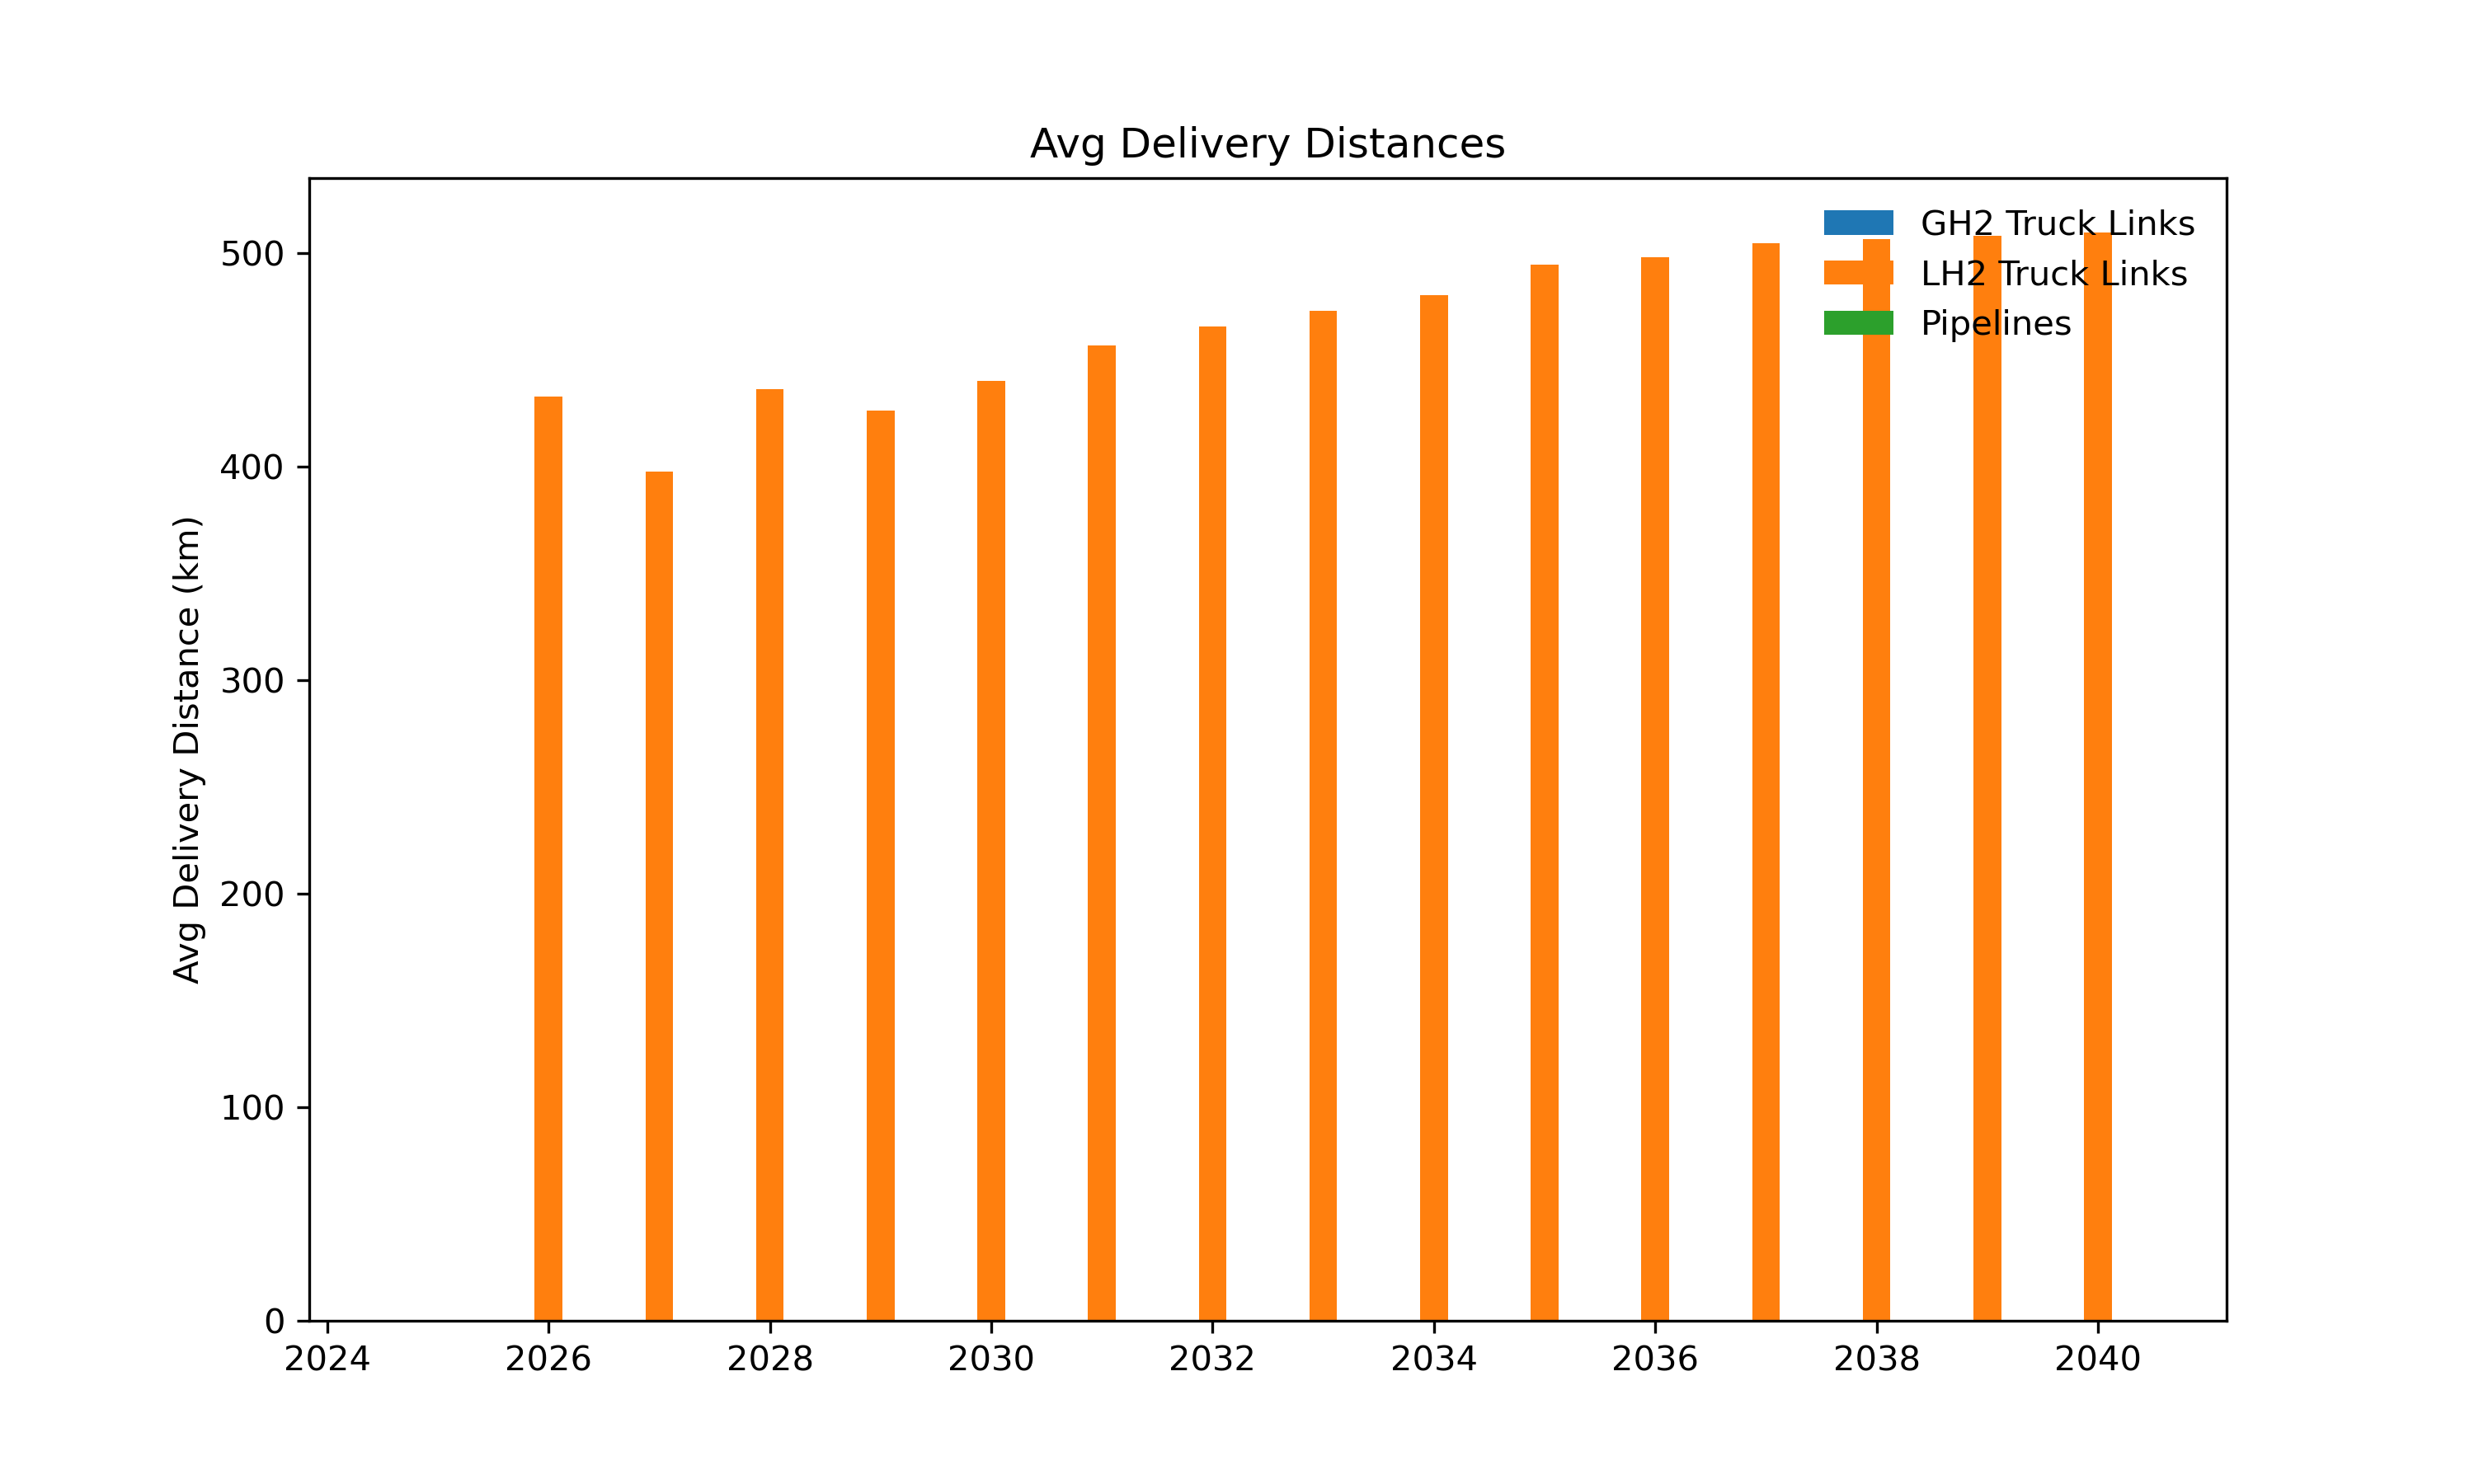 Avg Delivery Distances
GH2 Truck Links
LH2 Truck Links
Pipelines
Avg Delivery Distance (km)
500
400
300
200
100
0
2024 2026 2028 2030 2032 2034 2036 2038 2040